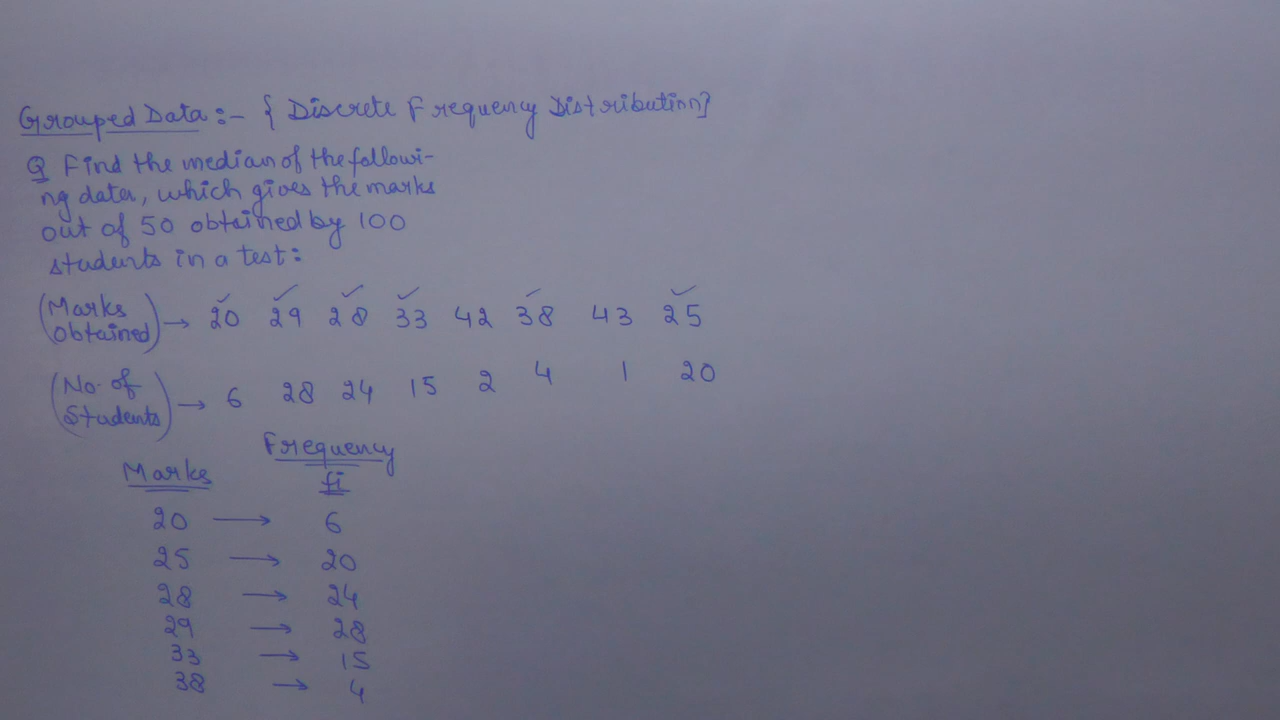 Grouped Data:- { Discrete Frequency Distribution}
Q Find the median of the followi-
ng data, which gives the marks
out of 50 obtained by 100
students in a test:
(Marks Obtained) → 20 29 28 33 42 38 43 25
(No. of Students) → 6 28 24 15 2 4 1 20
Marks Frequency fi
20 → 6
25 → 20
28 → 24
29 → 28
33 → 15
38 → 4